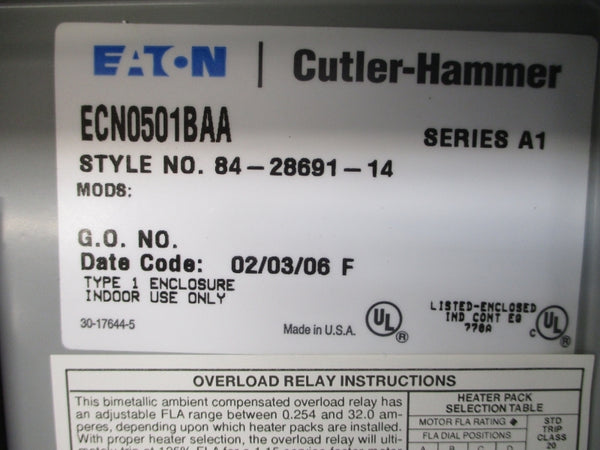 EATON | Cutler-Hammer
ECN0501BAA SERIES A1
STYLE NO. 84-28691-14
MODS:
G.O. NO.
Date Code: 02/03/06 F
TYPE 1 ENCLOSURE
INDOOR USE ONLY
30-17644-5 Made in U.S.A. UL ® LISTED-ENCLOSED
IND CONT EQ
778A c UL ®
OVERLOAD RELAY INSTRUCTIONS
This bimetallic ambient compensated overload relay has
an adjustable FLA range between 0.254 and 32.0 am-
peres, depending upon which heater packs are installed.
With proper heater selection, the overload relay will ulti-
HEATER PACK
SELECTION TABLE
MOTOR FLA RATING ◆
FLA DIAL POSITIONS
A B C D
STD
TRIP
CLASS
20